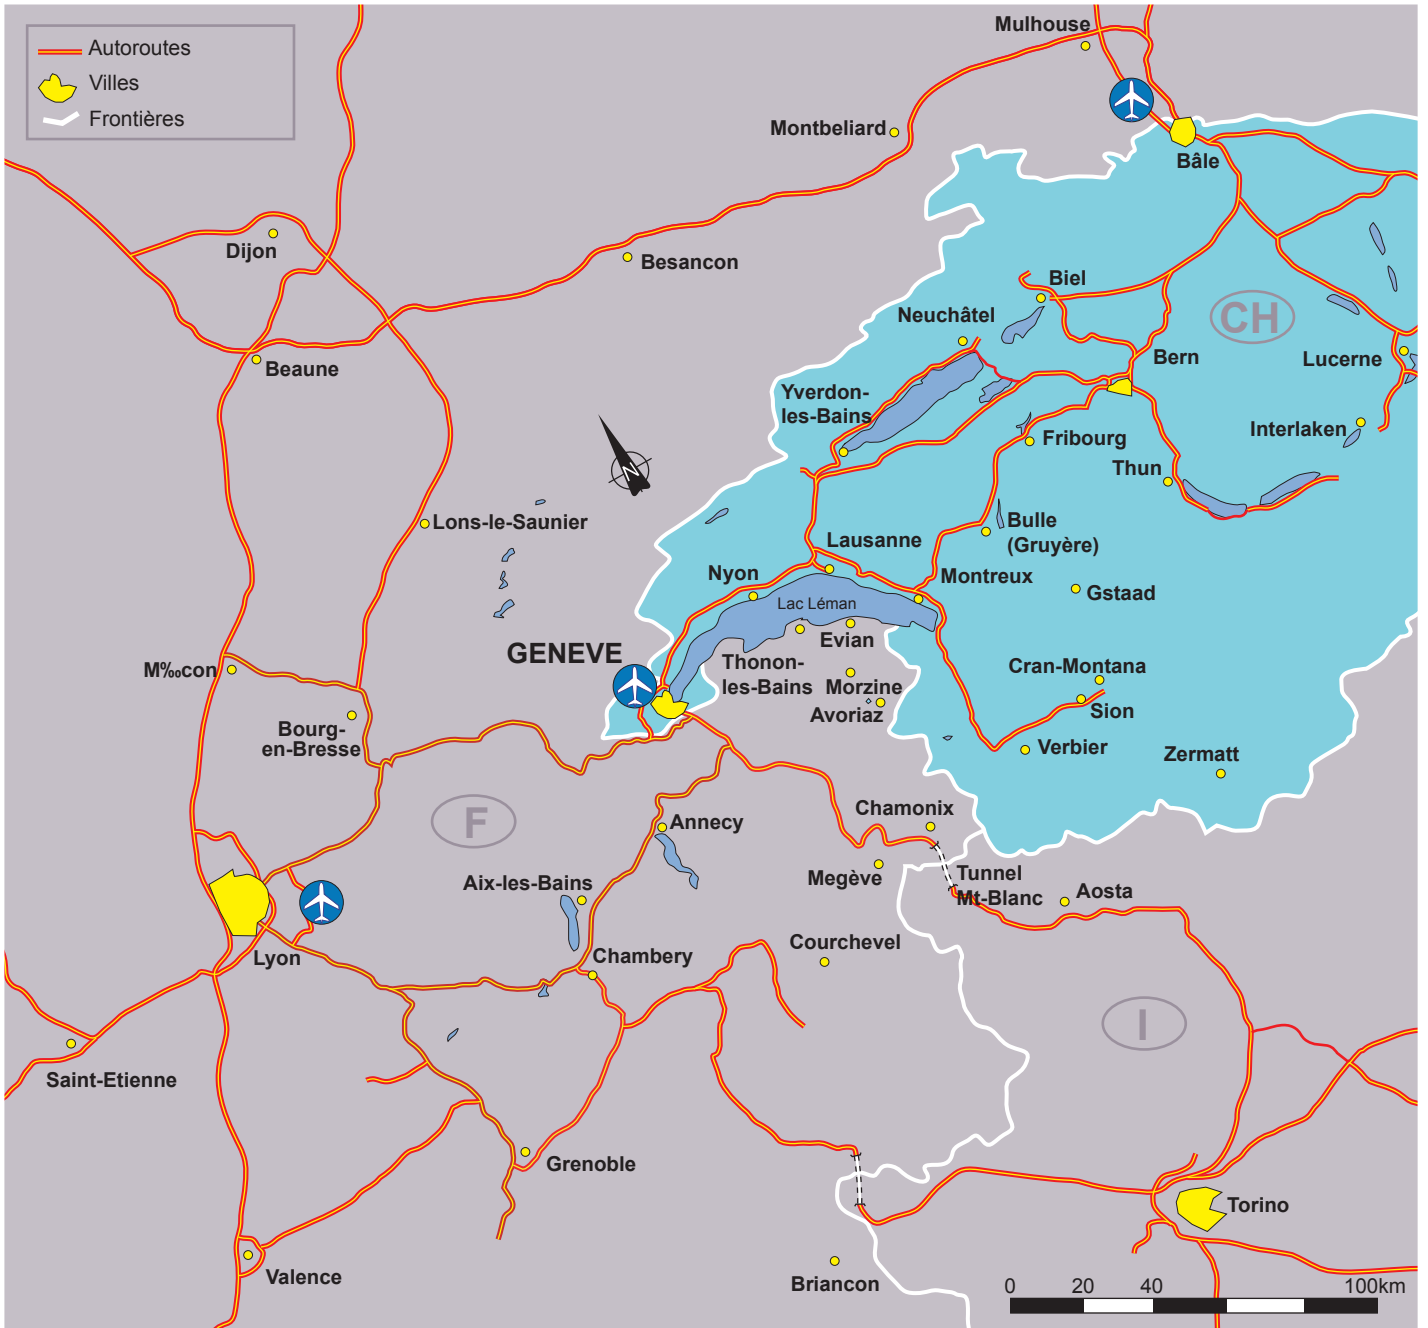 Autoroutes
Villes
Frontières
Mulhouse
Montbeliard
Bâle
Dijon
Besancon
Biel
CH
Neuchâtel
Beaune
Bern
Lucerne
Yverdon-
les-Bains
Fribourg
Interlaken
Thun
N
Lons-le-Saunier
Bulle
(Gruyère)
Lausanne
Nyon
Montreux
Gstaad
Lac Léman
Evian
GENEVE
Thonon-
les-Bains
Cran-Montana
M‰con
Morzine
Avoriaz
Sion
Bourg-
en-Bresse
Verbier
Zermatt
Chamonix
F
Annecy
Megève
Tunnel
Mt-Blanc
Aix-les-Bains
Aosta
Courchevel
Lyon
Chambery
I
Saint-Etienne
Grenoble
Torino
Valence
Briancon
0 20 40 100km